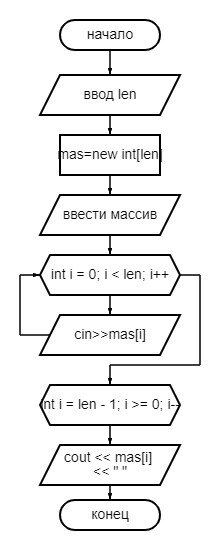 начало
ввод len
mas=new int[len]
ввести массив
int i = 0; i < len; i++
cin>>mas[i]
int i = len - 1; i >= 0; i--
cout << mas[i]
<< " "
конец